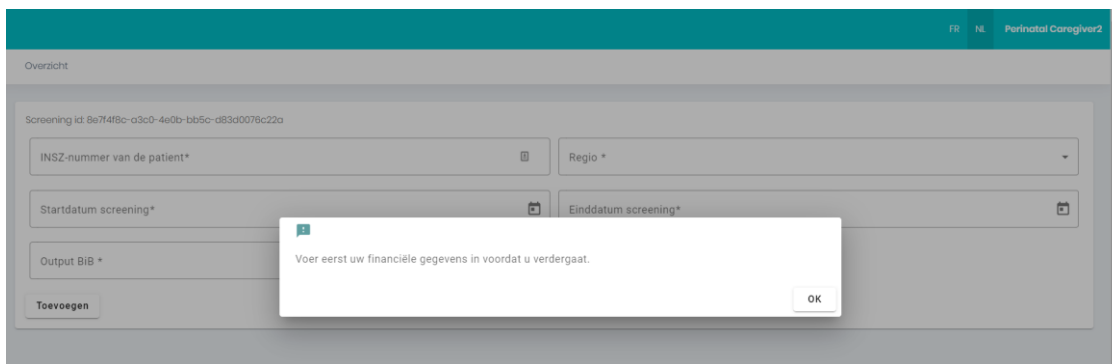 FR NL Perinatal Caregiver2
Overzicht
Screening id: 8e7f4f8c-a3c0-4e0b-bb5c-d83d0076c22a
INSZ-nummer van de patient* Regio *
Startdatum screening* Einddatum screening*
Voer eerst uw financiële gegevens in voordat u verdergaat.
Output BiB *
OK
Toevoegen